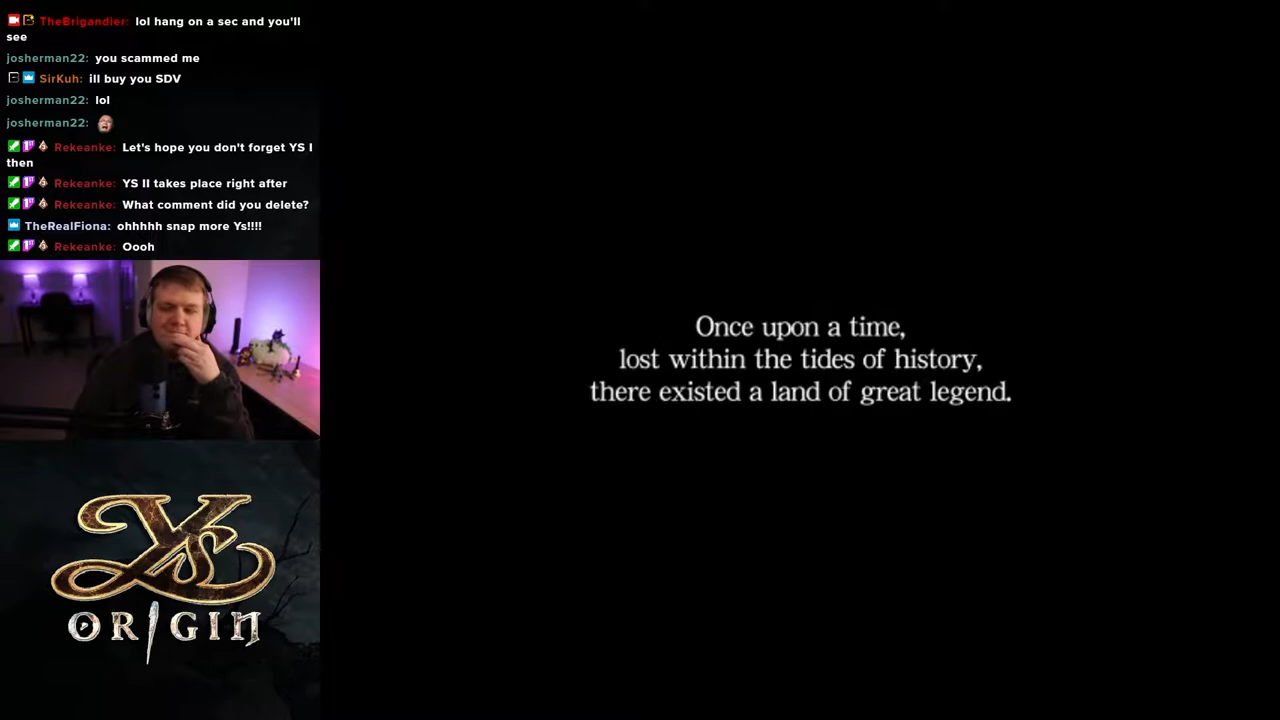 TheBrigandier: lol hang on a sec and you'll
see
josherman22: you scammed me
SirKuh: ill buy you SDV
josherman22: lol
josherman22:
Rekeanke: Let's hope you don't forget YS I
then
Rekeanke: YS II takes place right after
Rekeanke: What comment did you delete?
TheRealFiona: ohhhhh snap more Ys!!!!
Rekeanke: Oooh
Once upon a time,
lost within the tides of history,
there existed a land of great legend.
Ys
ORIGIN